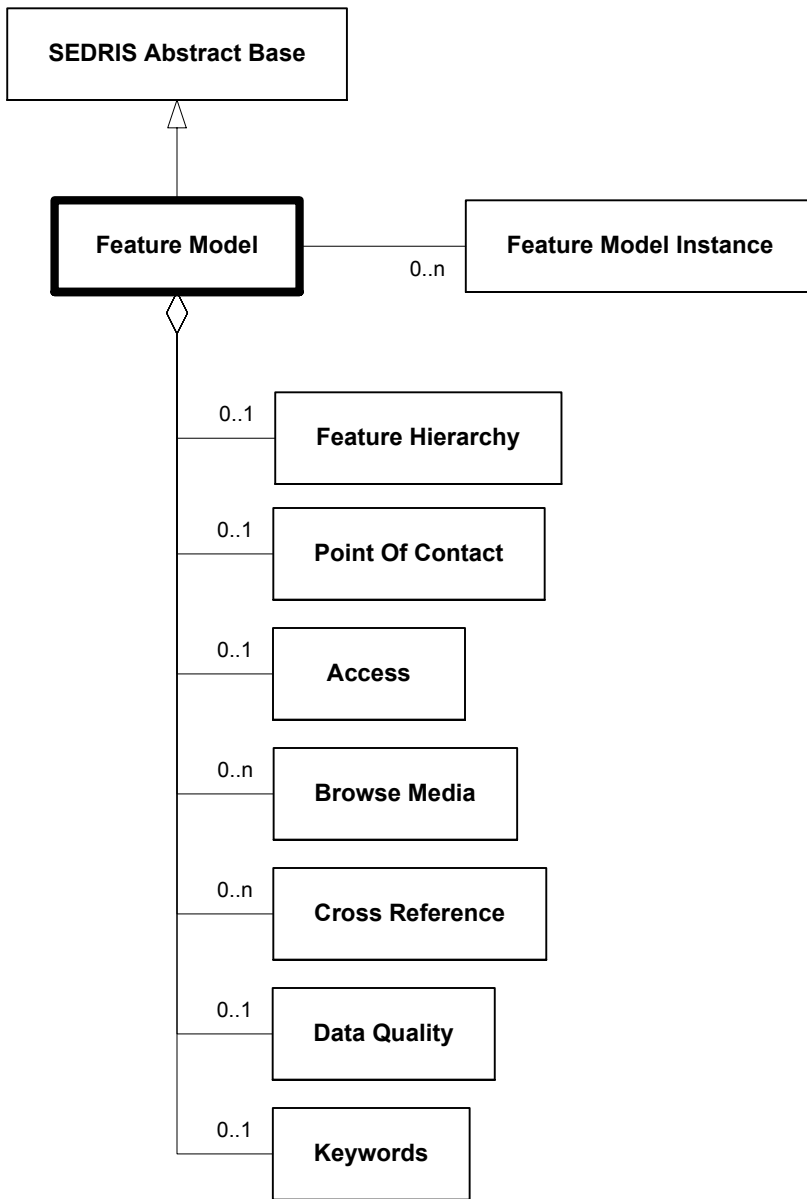 SEDRIS Abstract Base
Feature Model
Feature Model Instance
0..n
0..1
Feature Hierarchy
0..1
Point Of Contact
0..1
Access
0..n
Browse Media
0..n
Cross Reference
0..1
Data Quality
0..1
Keywords